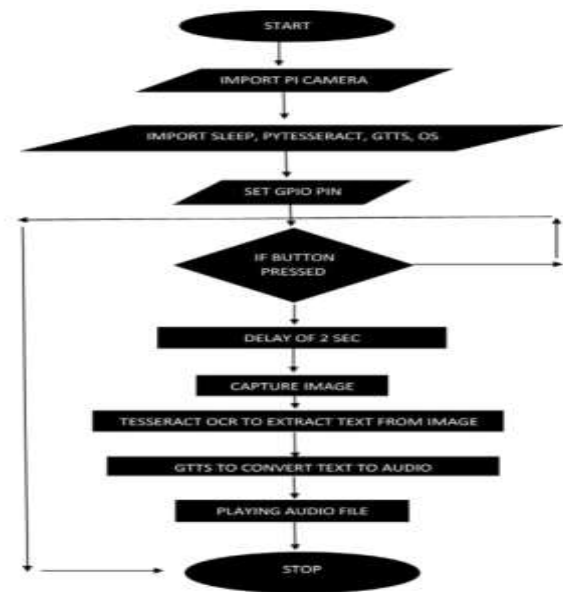 START
IMPORT PI CAMERA
IMPORT SLEEP, PYTESSERACT, GTTS, OS
SET GPIO PIN
IF BUTTON
PRESSED
DELAY OF 2 SEC
CAPTURE IMAGE
TESSERACT OCR TO EXTRACT TEXT FROM IMAGE
GTTS TO CONVERT TEXT TO AUDIO
PLAYING AUDIO FILE
STOP